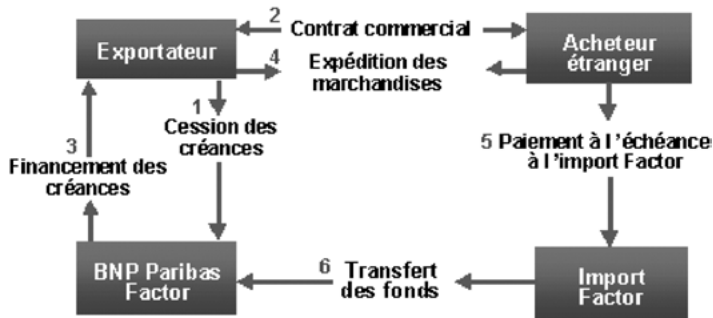 2
Contrat commercial
Exportateur
4
Expédition des
marchandises
Acheteur
étranger
1
Cession des
créances
3
Financement des
créances
5 Paiement à l'échéances
à l'import Factor
BNP Paribas
Factor
6
Transfert
des fonds
Import
Factor